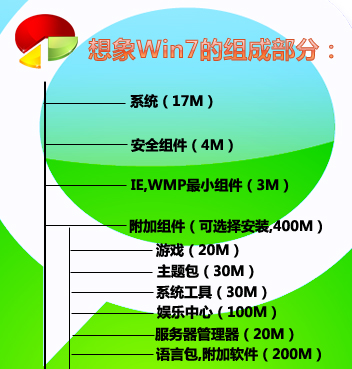 想象Win7的组成部分：
系统（17M）
安全组件（4M）
IE,WMP最小组件（3M）
附加组件（可选择安装,400M）
游戏（20M）
主题包（30M）
系统工具（30M）
娱乐中心（100M）
服务器管理器（20M）
语言包,附加软件（200M）